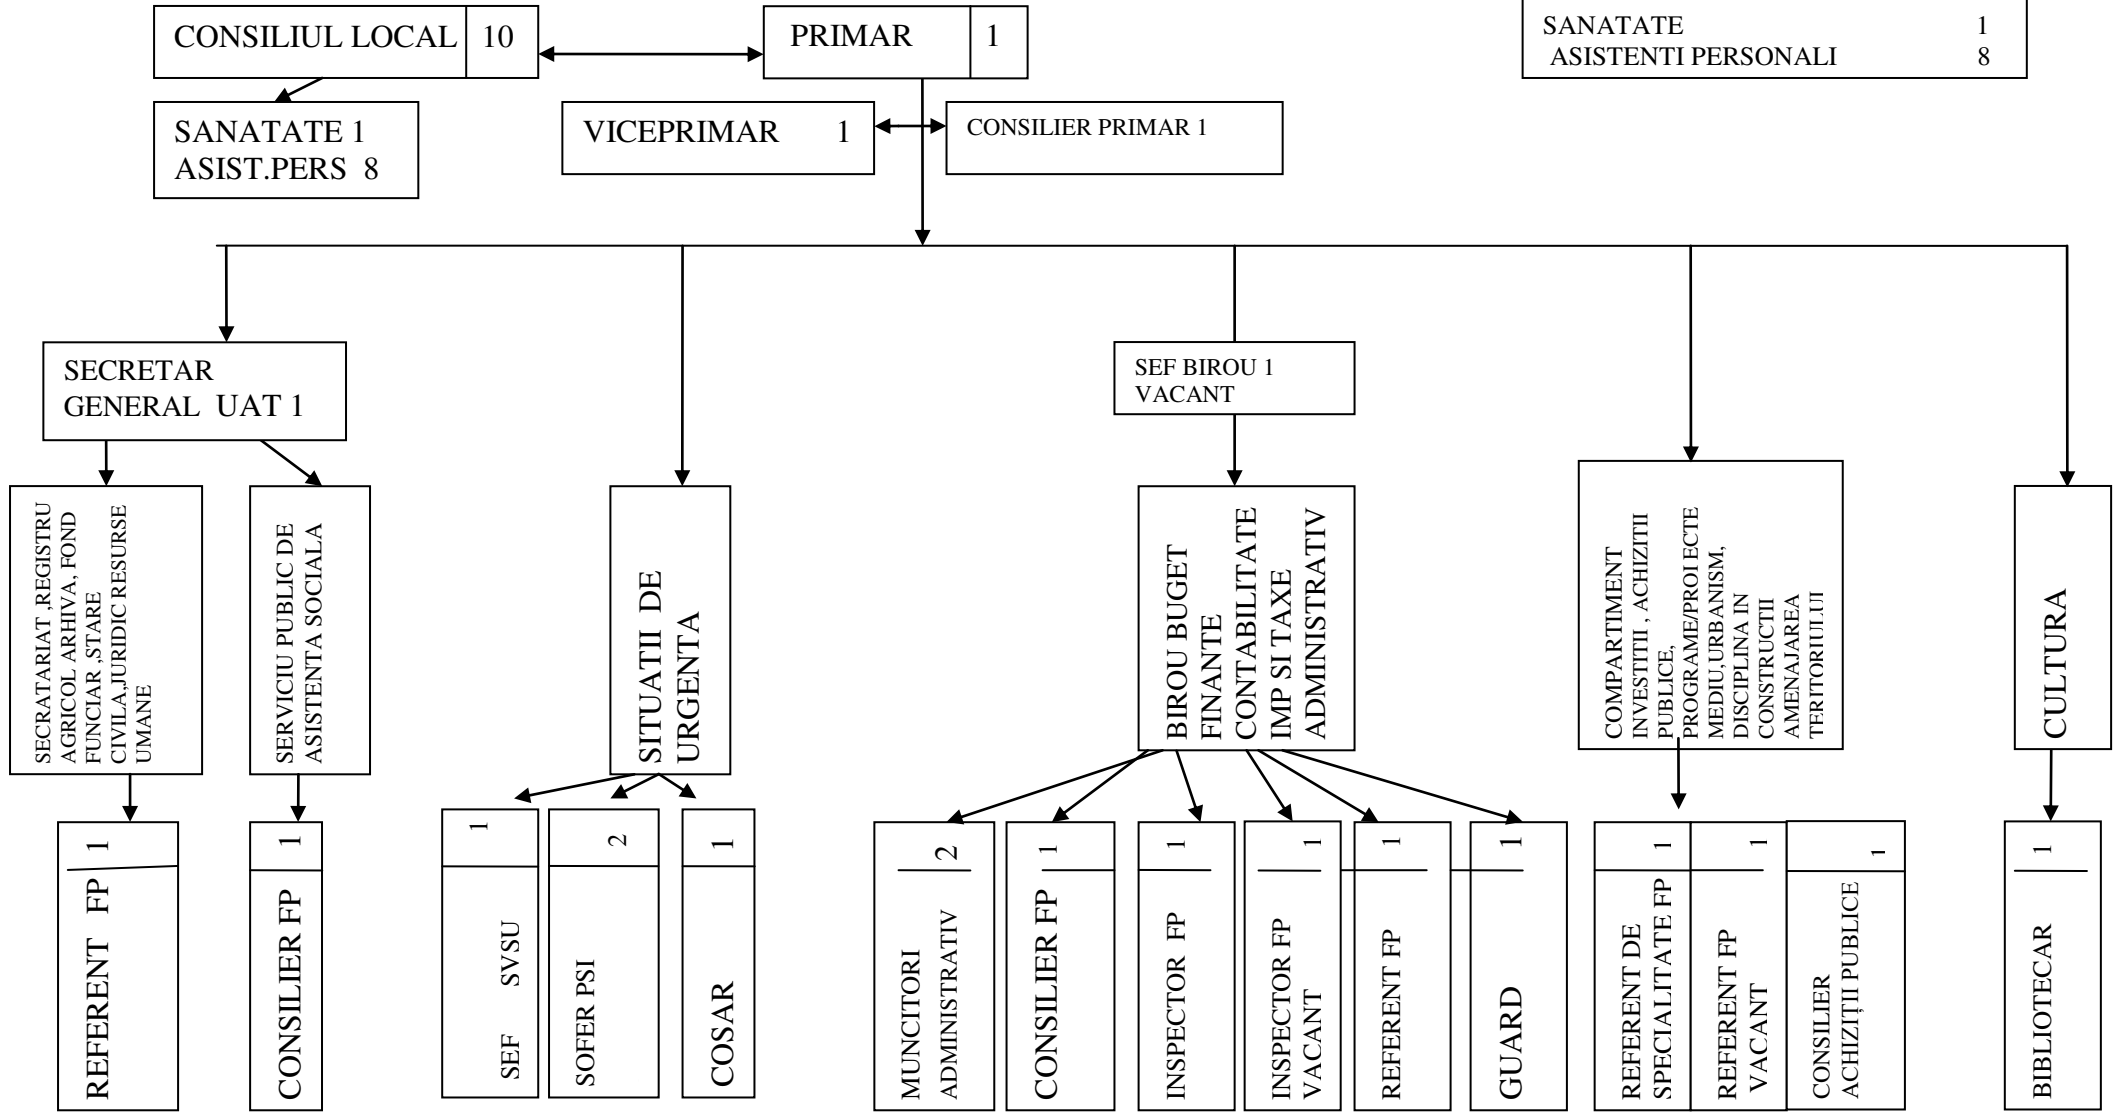 CONSILIUL LOCAL 10
PRIMAR 1
SANATATE 1
ASISTENTI PERSONALI 8
SANATATE 1
ASIST.PERS 8
VICEPRIMAR 1
CONSILIER PRIMAR 1
SECRETAR
GENERAL UAT 1
SEF BIROU 1
VACANT
SECRATARIAT ,REGISTRU
AGRICOL ARHIVA, FOND
FUNCIAR ,STARE
CIVILA,JURIDIC RESURSE
UMANE
SERVICIU PUBLIC DE
ASISTENTA SOCIALA
SITUATII DE
URGENTA
BIROU BUGET
FINANTE
CONTABILITATE
IMP SI TAXE
ADMINISTRATIV
COMPARTIMENT
INVESTITII , ACHIZITII
PUBLICE,
PROGRAME/PROI ECTE
MEDIU,URBANISM,
DISCIPLINA IN
CONSTRUCTII
AMENAJAREA
TERITORIULUI
CULTURA
REFERENT FP 1
CONSILIER FP 1
SEF SVSU 1
SOFER PSI 2
COSAR 1
MUNCITORI
ADMINISTRATIV 2
CONSILIER FP 1
INSPECTOR FP 1
INSPECTOR FP
VACANT 1
REFERENT FP 1
GUARD 1
REFERENT DE
SPECIALITATE FP 1
REFERENT FP
VACANT 1
CONSILIER
ACHIZIȚII PUBLICE 1
BIBLIOTECAR 1